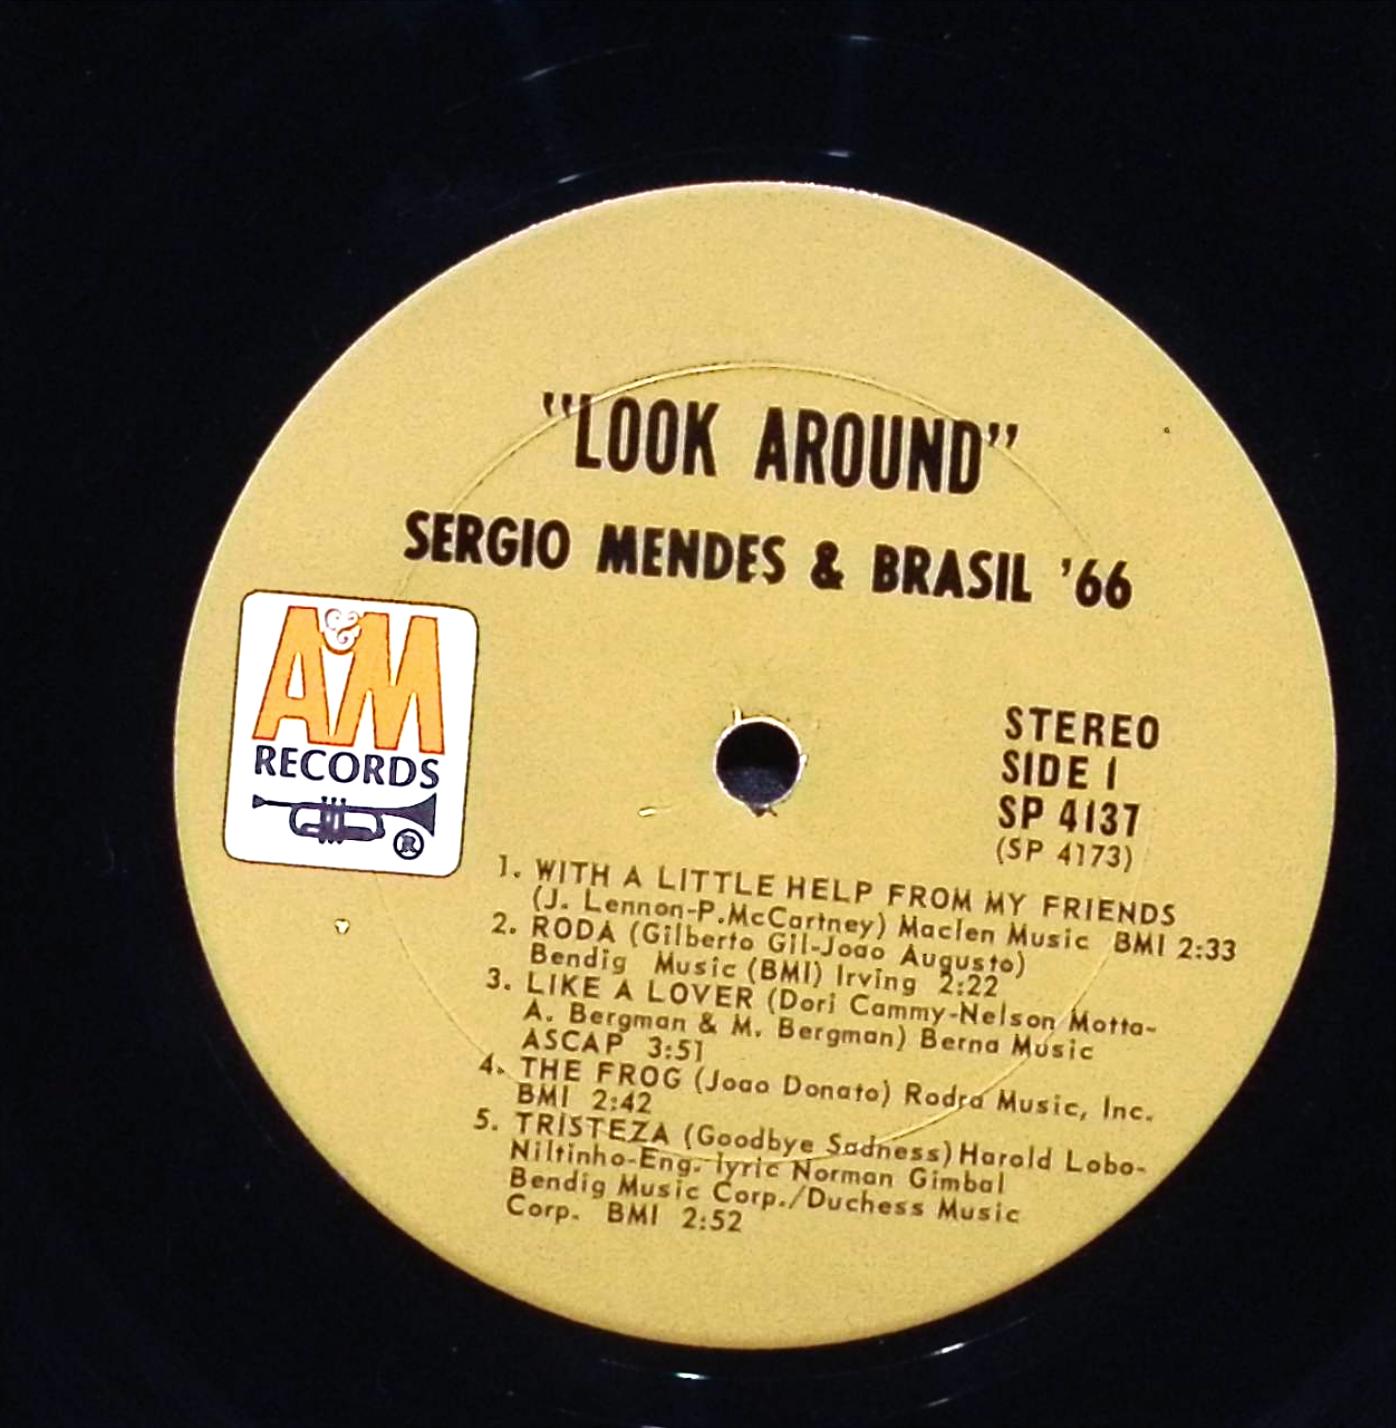 "LOOK AROUND"
SERGIO MENDES & BRASIL '66
A&M
RECORDS
®
STEREO
SIDE 1
SP 4137
(SP 4173)
1. WITH A LITTLE HELP FROM MY FRIENDS
(J. Lennon-P.McCartney) Maclen Music BMI 2:33
2. RODA (Gilberto Gil-Joao Augusto)
Bendig Music (BMI) Irving 2:22
3. LIKE A LOVER (Dori Cammy-Nelson Motta-
A. Bergman & M. Bergman) Berna Music
ASCAP 3:51
4. THE FROG (Joao Donato) Rodra Music, Inc.
BMI 2:42
5. TRISTEZA (Goodbye Sadness) Harold Lobo-
Niltinho-Eng. lyric Norman Gimbal
Bendig Music Corp./Duchess Music
Corp. BMI 2:52